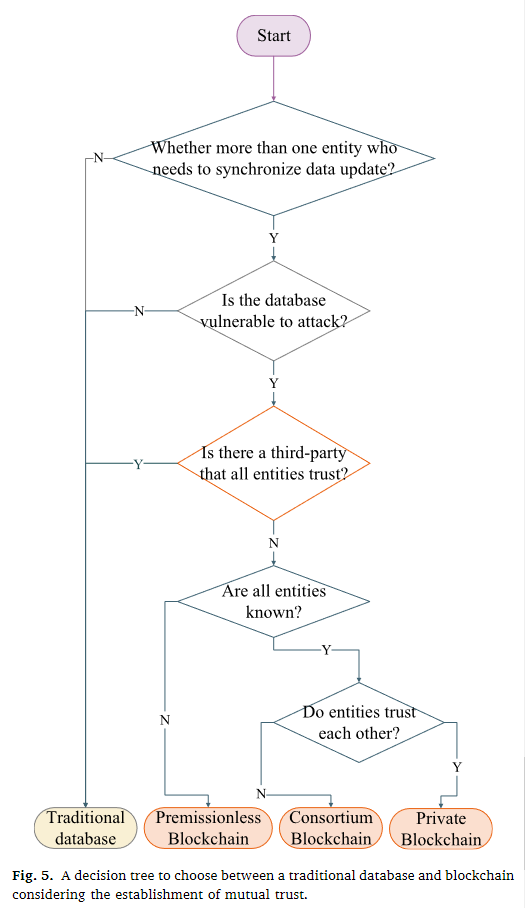 Start
Whether more than one entity who
needs to synchronize data update?
N
Y
Is the database
vulnerable to attack?
N
Y
Is there a third-party
that all entities trust?
Y
N
Are all entities
known?
Y
N
Do entities trust
each other?
N
Y
Traditional
database
Premissionless
Blockchain
Consortium
Blockchain
Private
Blockchain
Fig. 5. A decision tree to choose between a traditional database and blockchain
considering the establishment of mutual trust.